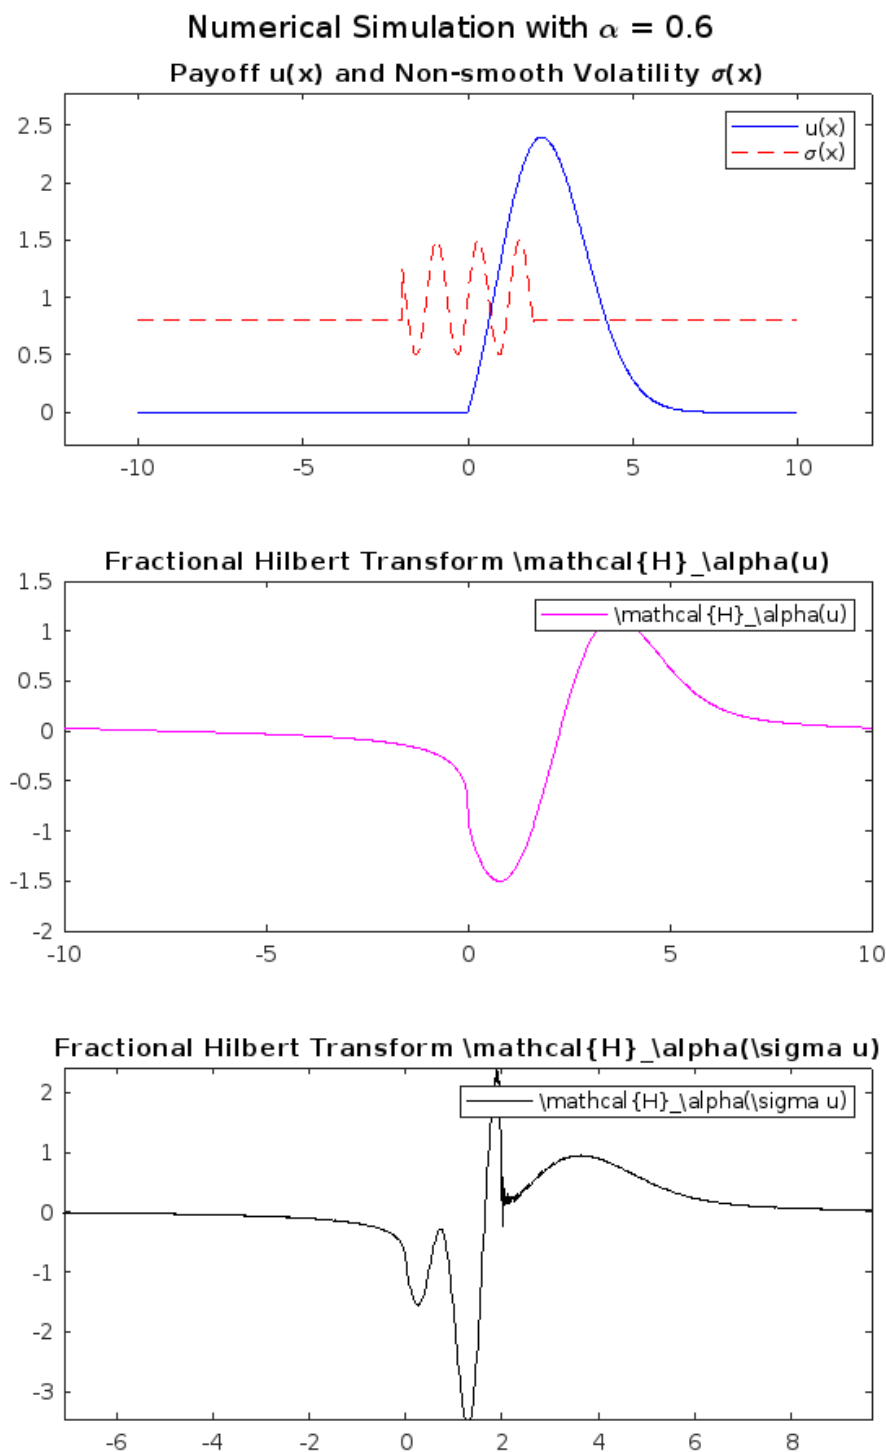 Numerical Simulation with α = 0.6
Payoff u(x) and Non-smooth Volatility σ(x)
2.5
2
1.5
1
0.5
0
u(x)
σ(x)
-10 -5 0 5 10
Fractional Hilbert Transform \mathcal{H}_\alpha(u)
1.5
1
0.5
0
-0.5
-1
-1.5
-2
\mathcal{H}_\alpha(u)
-10 -5 0 5 10
Fractional Hilbert Transform \mathcal{H}_\alpha(\sigma u)
2
1
0
-1
-2
-3
\mathcal{H}_\alpha(\sigma u)
-6 -4 -2 0 2 4 6 8